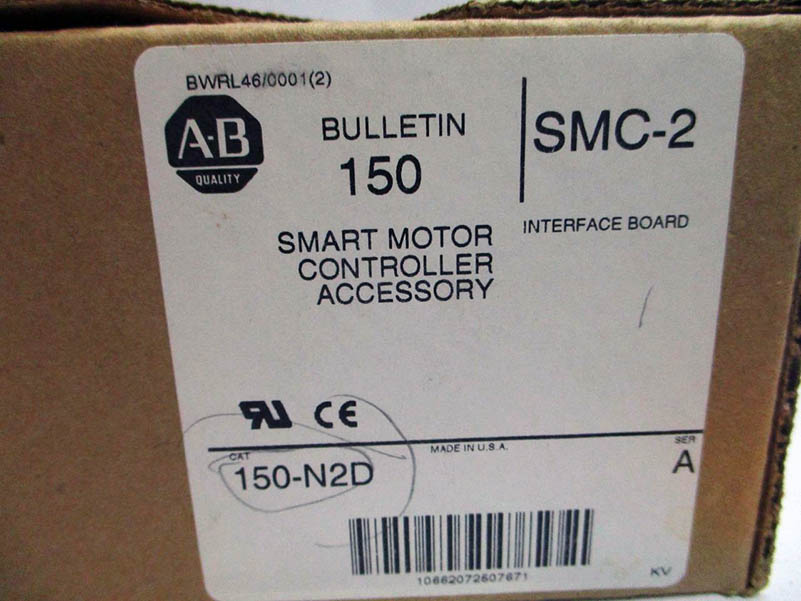 BWRL46/0001(2)
A-B
QUALITY
BULLETIN
150
SMC-2
INTERFACE BOARD
SMART MOTOR
CONTROLLER
ACCESSORY
RU CE
MADE IN U.S.A.
CAT
150-N2D
SER
A
10662072507671
KV